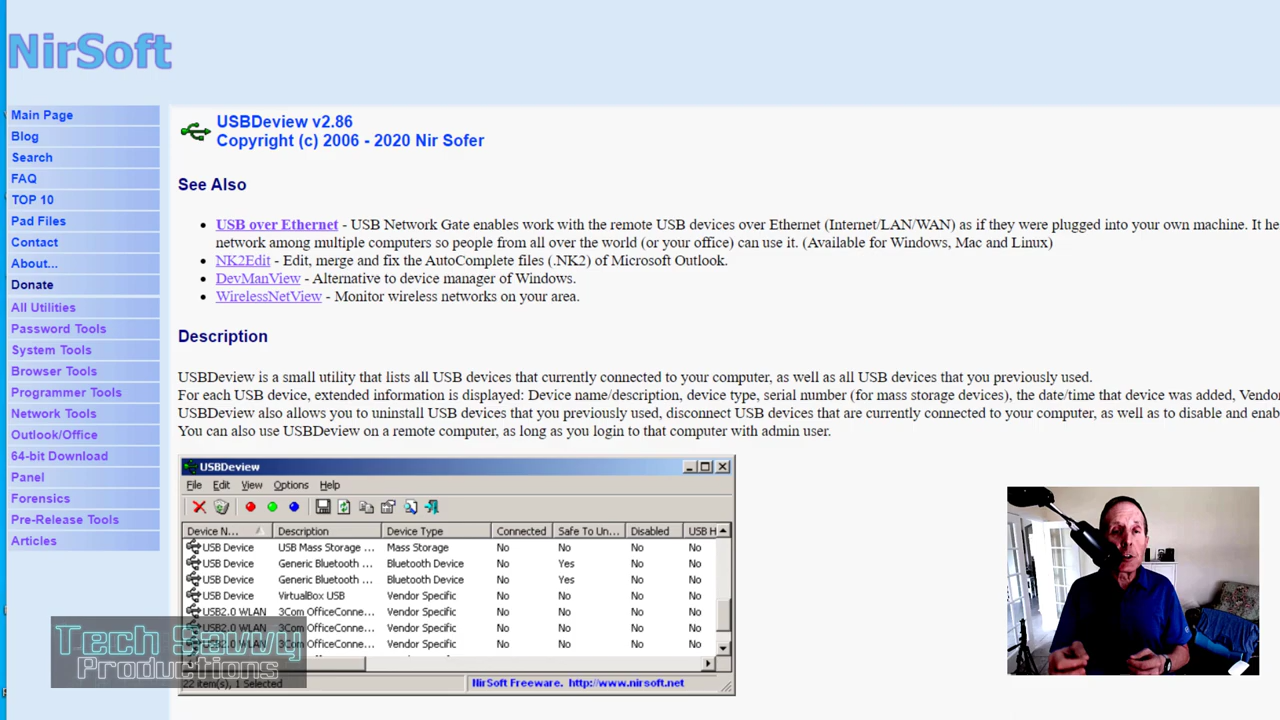 NirSoft
Main Page
Blog
Search
FAQ
TOP 10
Pad Files
Contact
About...
Donate
All Utilities
Password Tools
System Tools
Browser Tools
Programmer Tools
Network Tools
Outlook/Office
64-bit Download
Panel
Forensics
Pre-Release Tools
Articles
USBDeview v2.86
Copyright (c) 2006 - 2020 Nir Sofer
See Also
USB over Ethernet - USB Network Gate enables work with the remote USB devices over Ethernet (Internet/LAN/WAN) as if they were plugged into your own machine. It he
network among multiple computers so people from all over the world (or your office) can use it. (Available for Windows, Mac and Linux)
NK2Edit - Edit, merge and fix the AutoComplete files (.NK2) of Microsoft Outlook.
DevManView - Alternative to device manager of Windows.
WirelessNetView - Monitor wireless networks on your area.
Description
USBDeview is a small utility that lists all USB devices that currently connected to your computer, as well as all USB devices that you previously used.
For each USB device, extended information is displayed: Device name/description, device type, serial number (for mass storage devices), the date/time that device was added, Vendo
USBDeview also allows you to uninstall USB devices that you previously used, disconnect USB devices that are currently connected to your computer, as well as to disable and ena
You can also use USBDeview on a remote computer, as long as you login to that computer with admin user.
USBDeview
File Edit View Options Help
Device N... Description Device Type Connected Safe To Un... Disabled USB H
USB Device USB Mass Storage ... Mass Storage No No No No
USB Device Generic Bluetooth ... Bluetooth Device No Yes No No
USB Device Generic Bluetooth ... Bluetooth Device No Yes No No
USB Device VirtualBox USB Vendor Specific No No No No
USB2.0 WLAN 3Com OfficeConne... Vendor Specific No No No No
USB2.0 WLAN 3Com OfficeConne... Vendor Specific No No No No
3Com OfficeConne... Vendor Specific No No No No
22 item(s), 1 Selected NirSoft Freeware. http://www.nirsoft.net
Tech Savvy
Productions